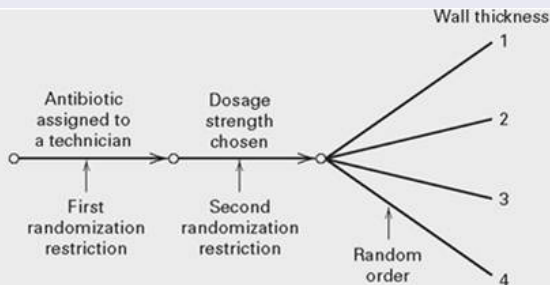 Wall thickness
1
Antibiotic
assigned to
a technician
Dosage
strength
chosen
2
First
randomization
restriction
Second
randomization
restriction
3
Random
order
4